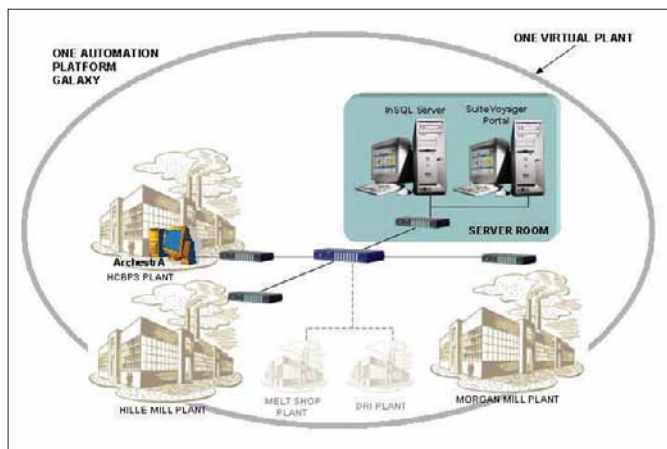 ONE AUTOMATION
PLATFORM
GALAXY
ONE VIRTUAL PLANT
InSQL Server
SuiteVoyager
Portal
SERVER ROOM
ArchestrA
HCBP3 PLANT
HILLE MILL PLANT
MELT SHOP
PLANT
DRI PLANT
MORGAN MILL PLANT